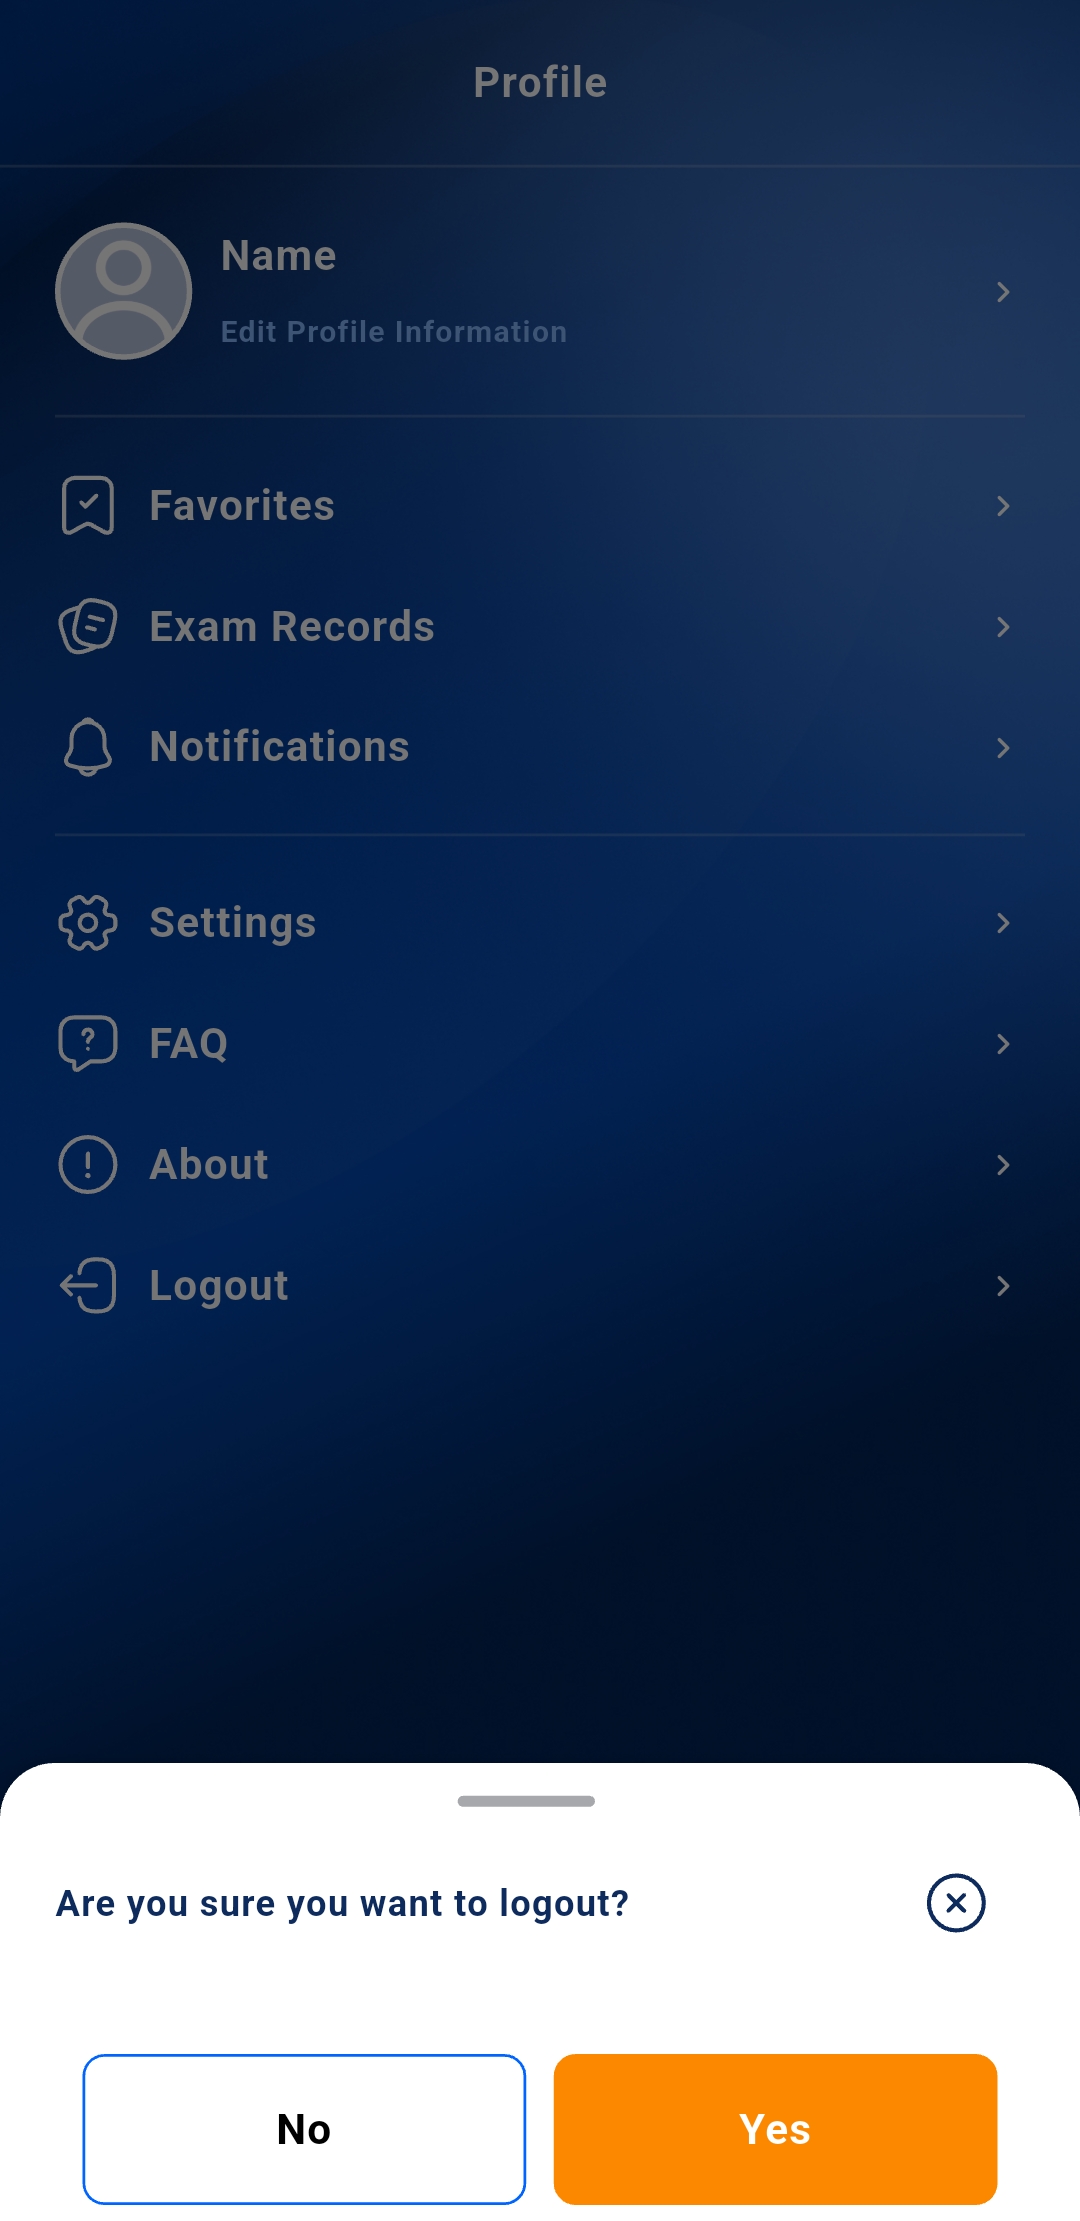 Profile
Name
Edit Profile Information
Favorites
Exam Records
Notifications
Settings
FAQ
About
Logout
Are you sure you want to logout?
No
Yes